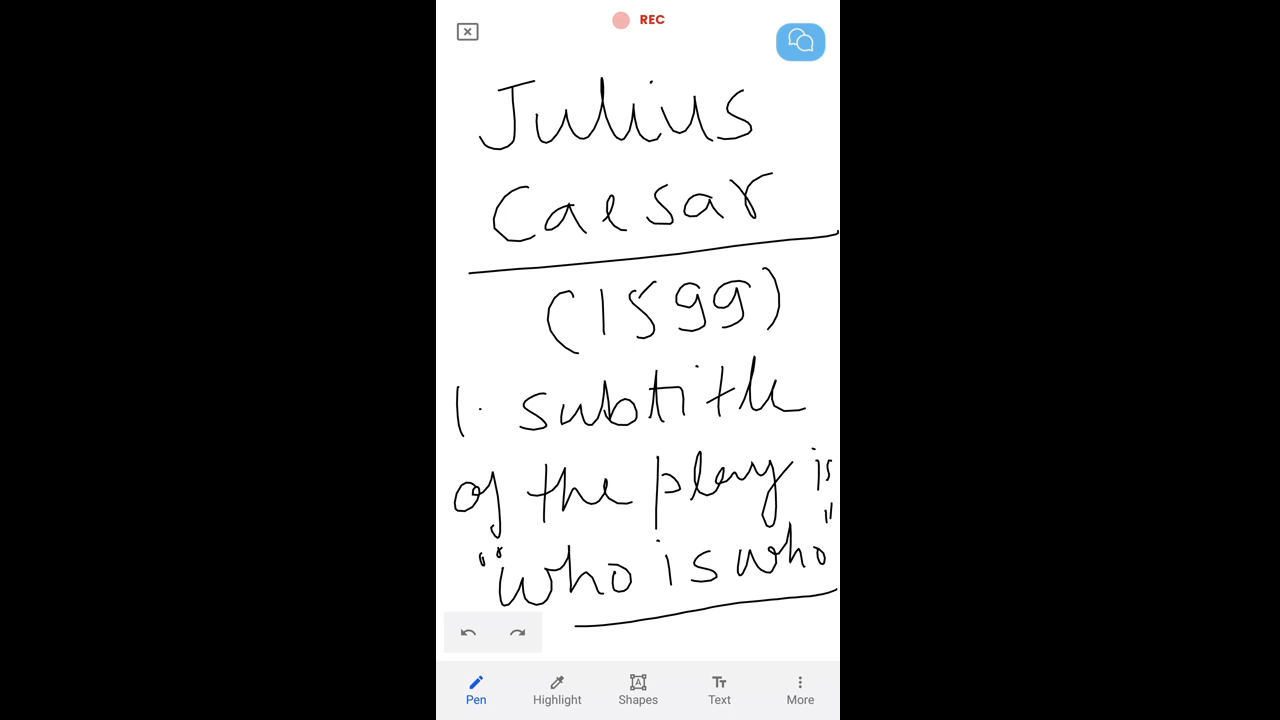 REC
Julius
Caesar
(1599)
1. subtitle
of the play is
"who is who"
Pen Highlight Shapes Text More